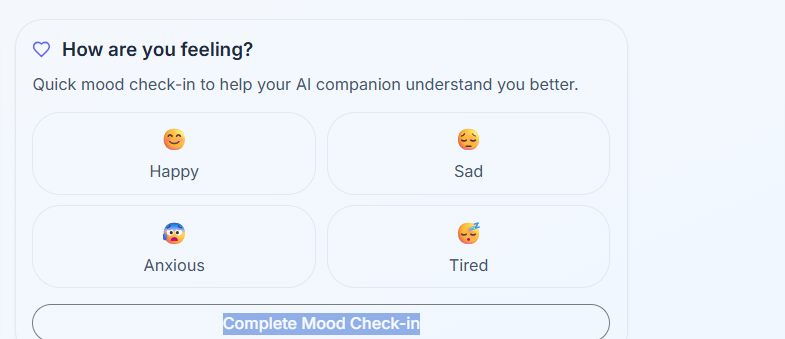 How are you feeling?
Quick mood check-in to help your AI companion understand you better.
Happy
Sad
Anxious
Tired
Complete Mood Check-in